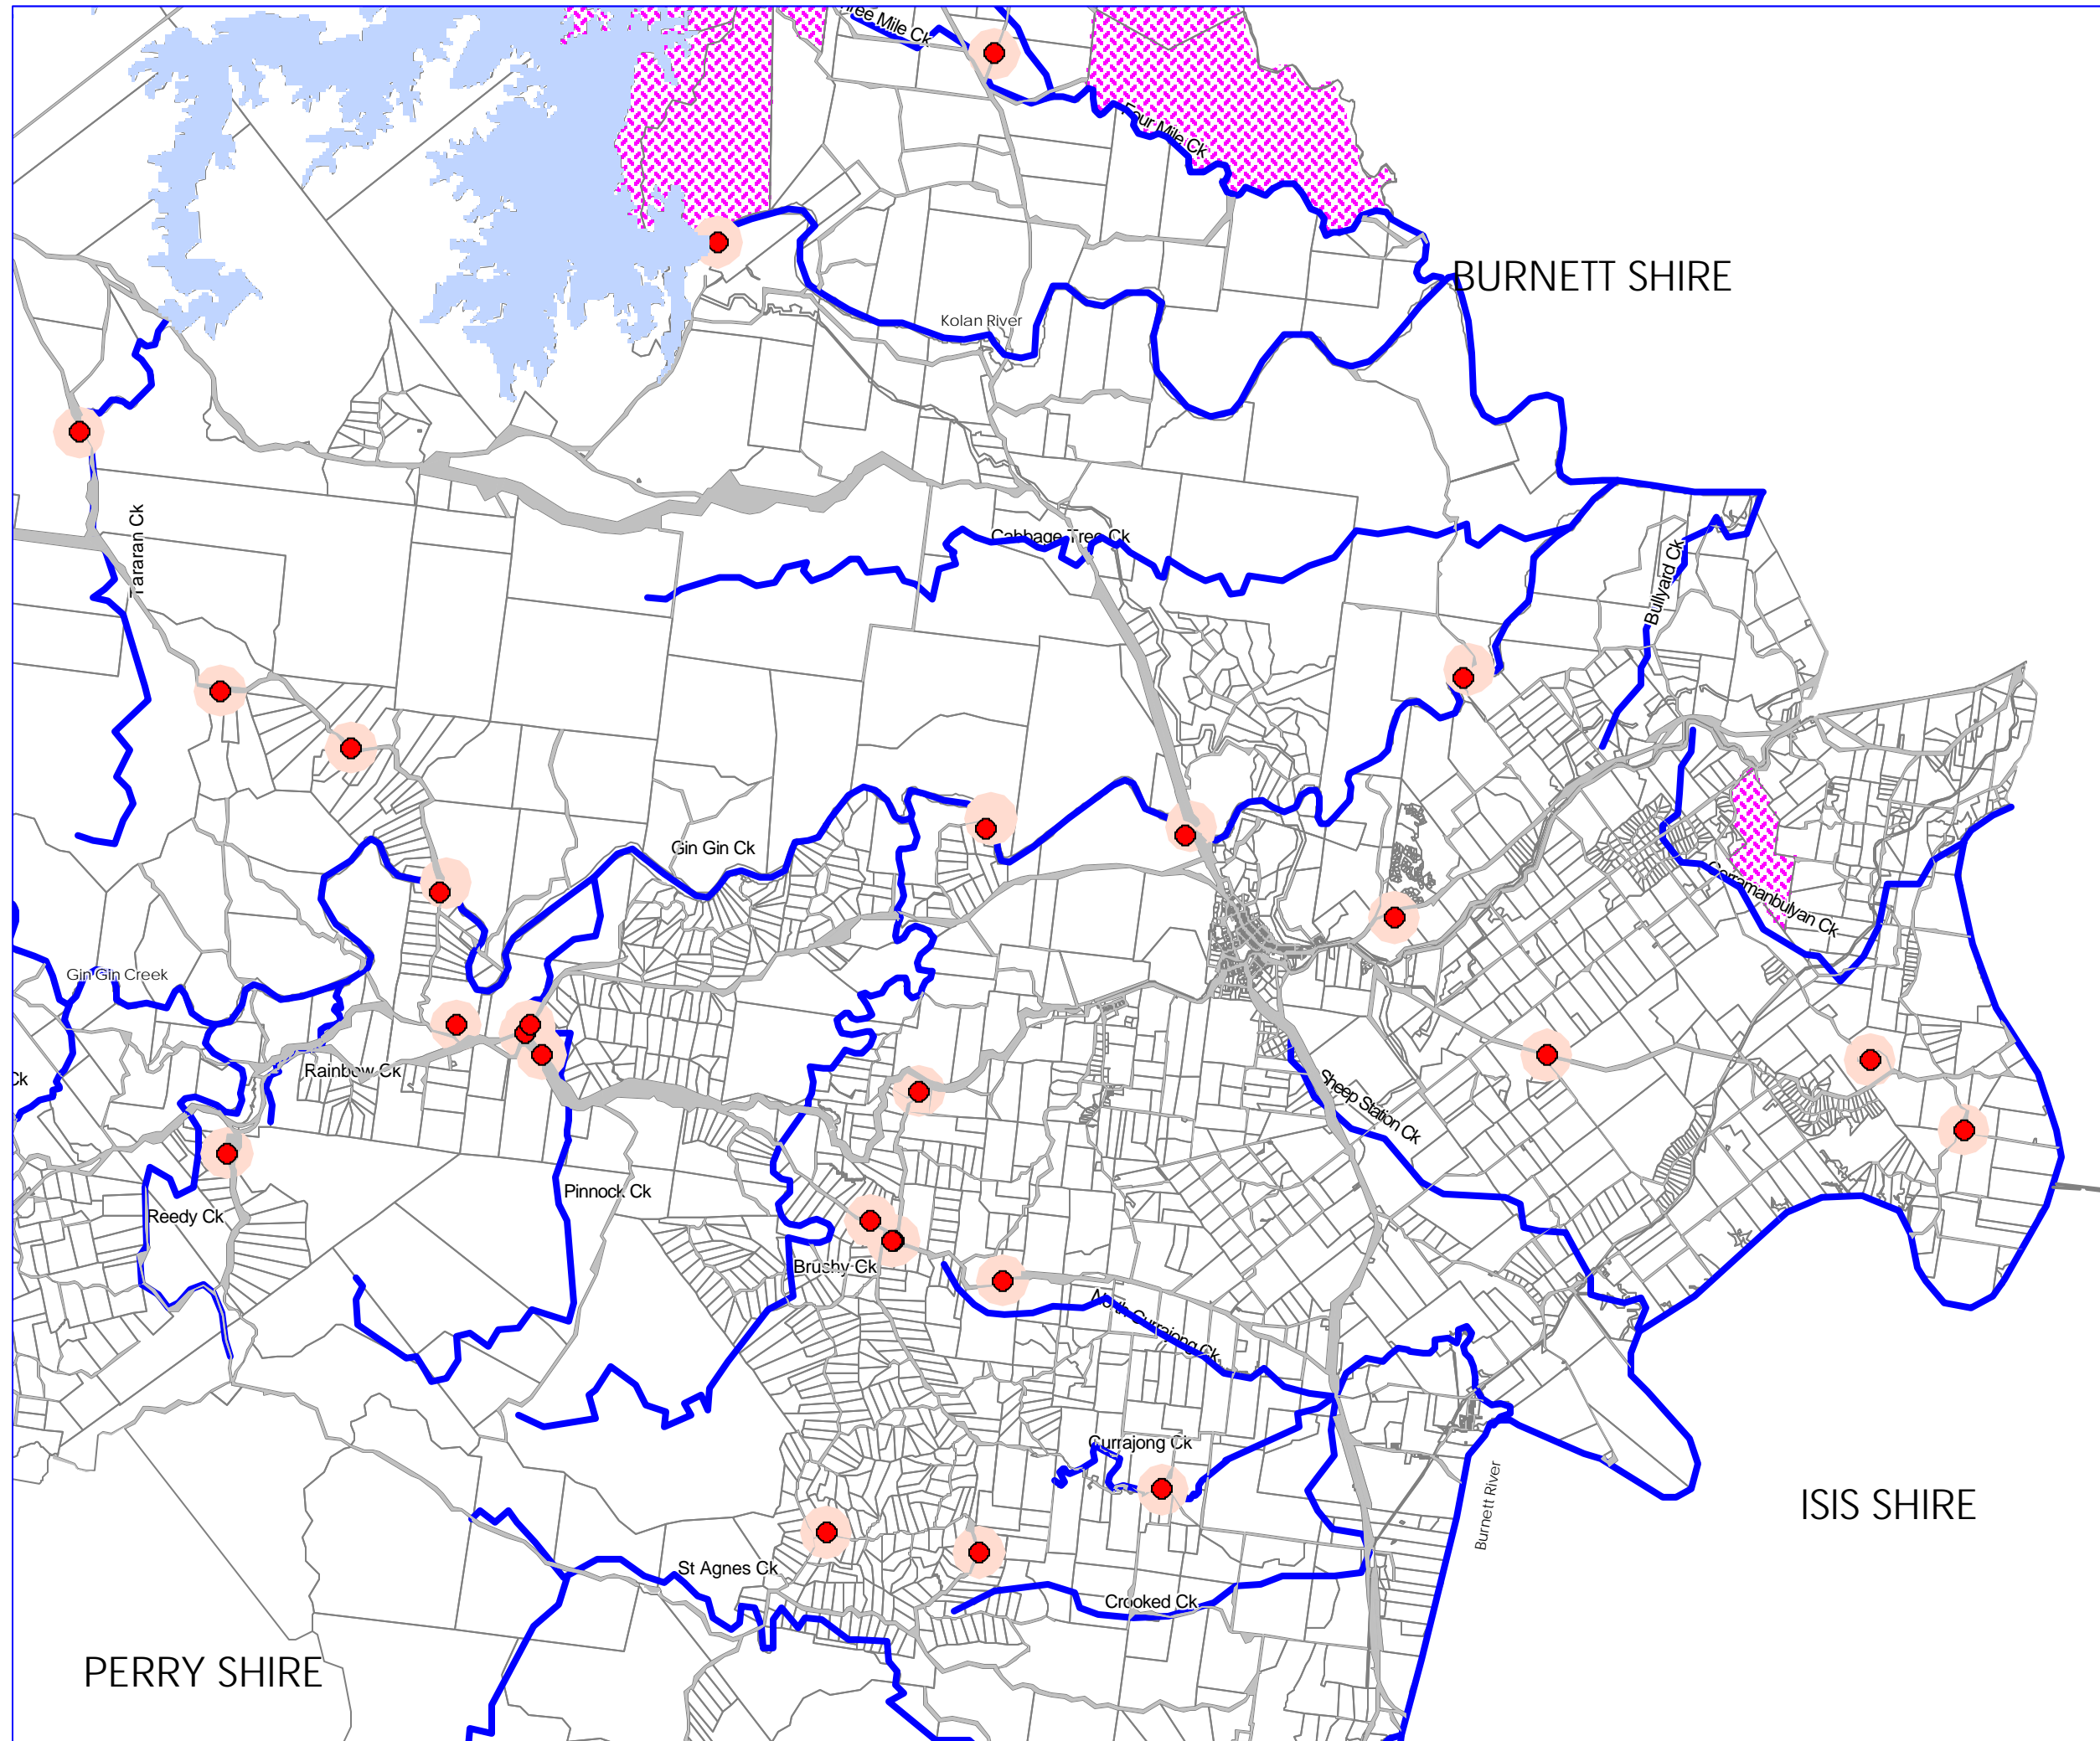 Three Mile Ck
Four Mile Ck
BURNETT SHIRE
Kolan River
Tararan Ck
Cabbage Tree Ck
Bullyard Ck
Gin Gin Ck
Gin Gin Creek
Rainbow Ck
Ck
Sheep Station Ck
Pinnock Ck
Reedy Ck
Brushy Ck
North Currajong Ck
Currajong Ck
Burnett River
ISIS SHIRE
St Agnes Ck
Crooked Ck
PERRY SHIRE